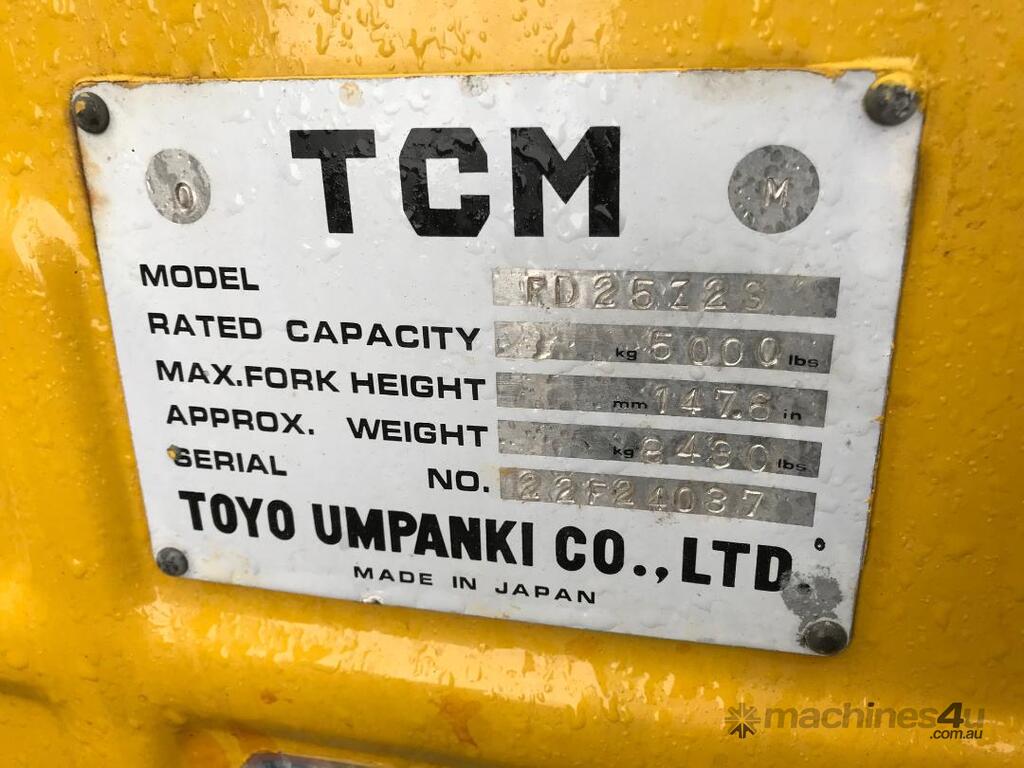 TCM
O
M
MODEL FD25Z2S
RATED CAPACITY kg 5000 lbs
MAX.FORK HEIGHT mm 147.6 in
APPROX. WEIGHT kg 8430 lbs
SERIAL NO. 22F24037
TOYO UMPANKI CO., LTD.
MADE IN JAPAN
machines4u
.com.au